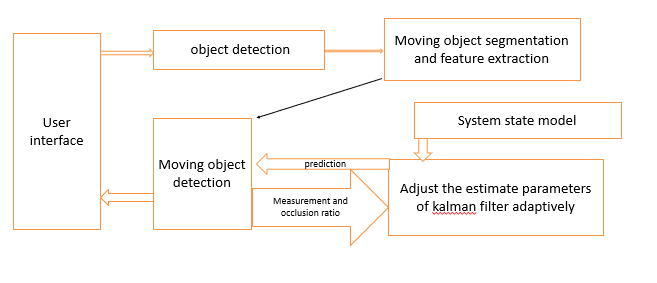 object detection
Moving object segmentation
and feature extraction
User
interface
System state model
Moving object
detection
prediction
Measurement and
occlusion ratio
Adjust the estimate parameters
of kalman filter adaptively